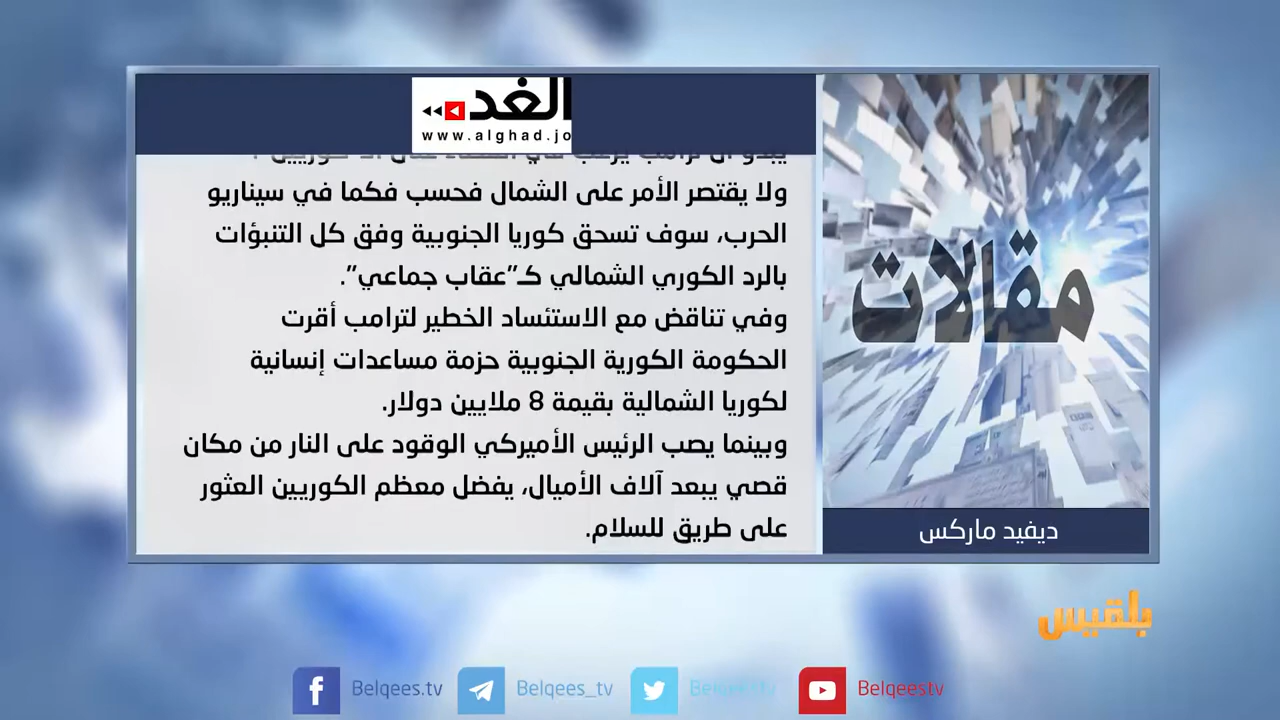 الغد
www.alghad.jo
ولا يقتصر الأمر على الشمال فحسب فكما في سيناريو
الحرب، سوف تسحق كوريا الجنوبية وفق كل التنبؤات
بالرد الكوري الشمالي كـ"عقاب جماعي".
وفي تناقض مع الاستئساد الخطير لترامب أقرت
الحكومة الكورية الجنوبية حزمة مساعدات إنسانية
لكوريا الشمالية بقيمة 8 ملايين دولار.
وبينما يصب الرئيس الأميركي الوقود على النار من مكان
قصي يبعد آلاف الأميال، يفضل معظم الكوريين العثور
على طريق للسلام.
مقالات
ديفيد ماركس
بلقيس
Belqees.tv
Belqees_tv
Belqeestv